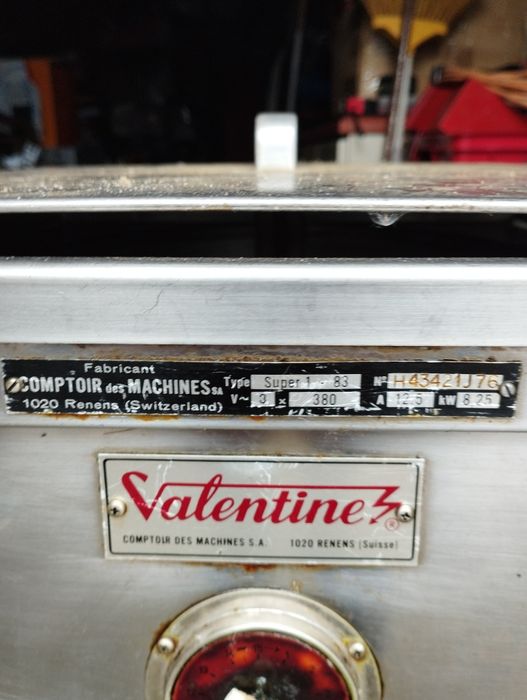 Fabricant
COMPTOIR des MACHINES SA Type Super 1 - 83 Nº H43421J76
1020 Renens (Switzerland) V~ 3 x 380 A 12.5 kW 8.25
Valentine ®
COMPTOIR DES MACHINES S.A. 1020 RENENS (Suisse)